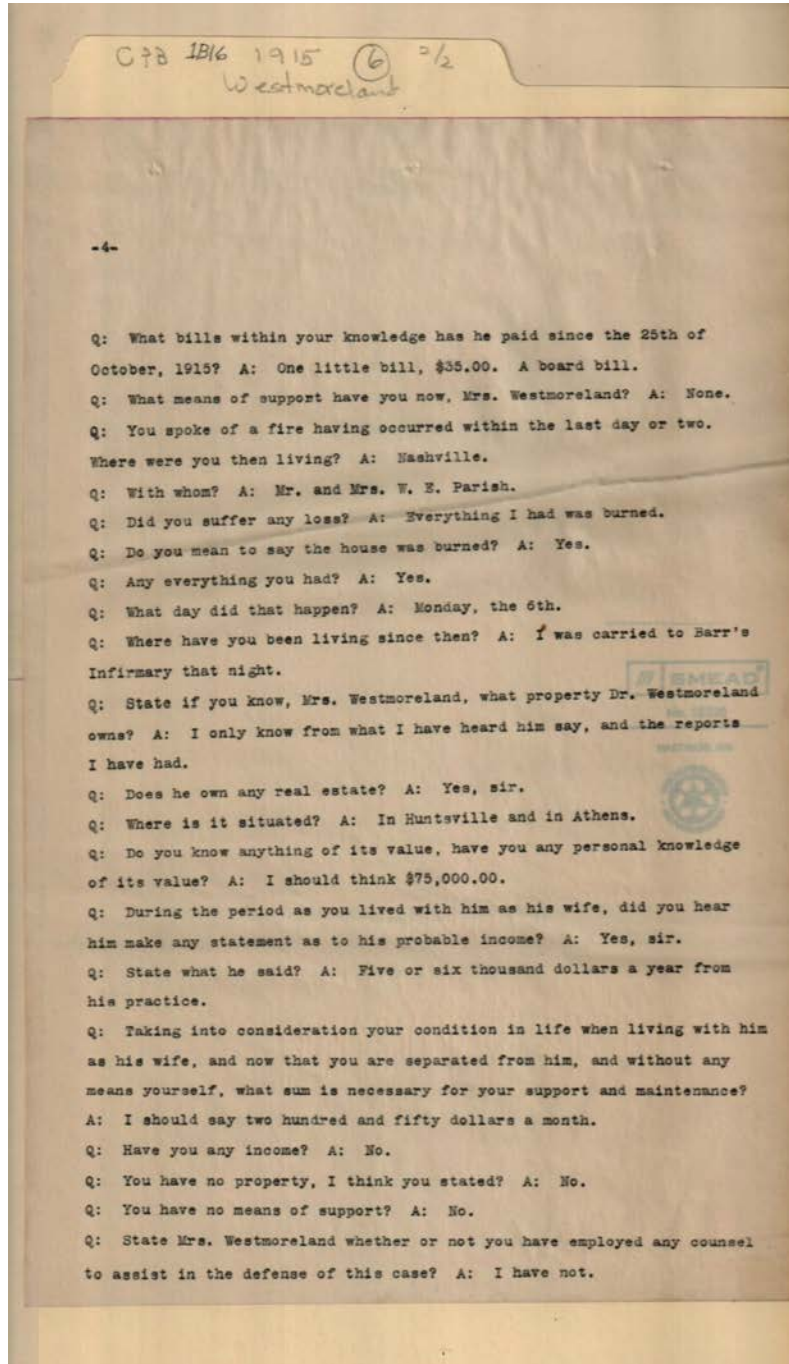 C&B 1B16 1915 6 2/2
Westmoreland
-4-
Q: What bills within your knowledge has he paid since the 25th of
October, 1915? A: One little bill, $35.00. A board bill.
Q: What means of support have you now, Mrs. Westmoreland? A: None.
Q: You spoke of a fire having occurred within the last day or two.
Where were you then living? A: Nashville.
Q: With whom? A: Mr. and Mrs. W. E. Parish.
Q: Did you suffer any loss? A: Everything I had was burned.
Q: Do you mean to say the house was burned? A: Yes.
Q: Any everything you had? A: Yes.
Q: What day did that happen? A: Monday, the 6th.
Q: Where have you been living since then? A: I was carried to Barr's
Infirmary that night.
SMEAD
Q: State if you know, Mrs. Westmoreland, what property Dr. Westmoreland
owns? A: I only know from what I have heard him say, and the reports
I have had.
Q: Does he own any real estate? A: Yes, sir.
Q: Where is it situated? A: In Huntsville and in Athens.
Q: Do you know anything of its value, have you any personal knowledge
of its value? A: I should think $75,000.00.
Q: During the period as you lived with him as his wife, did you hear
him make any statement as to his probable income? A: Yes, sir.
Q: State what he said? A: Five or six thousand dollars a year from
his practice.
Q: Taking into consideration your condition in life when living with him
as his wife, and now that you are separated from him, and without any
means yourself, what sum is necessary for your support and maintenance?
A: I should say two hundred and fifty dollars a month.
Q: Have you any income? A: No.
Q: You have no property, I think you stated? A: No.
Q: You have no means of support? A: No.
Q: State Mrs. Westmoreland whether or not you have employed any counsel
to assist in the defense of this case? A: I have not.